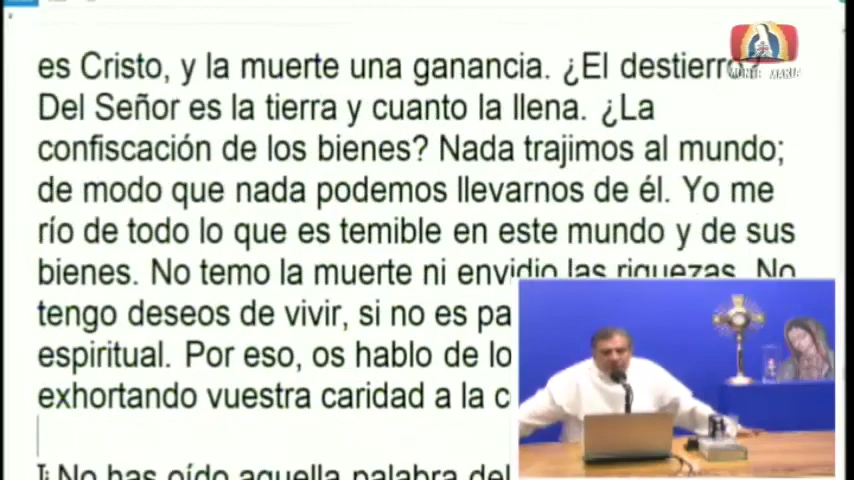 es Cristo, y la muerte una ganancia. ¿El destierro
Del Señor es la tierra y cuanto la llena. ¿La
confiscación de los bienes? Nada trajimos al mundo;
de modo que nada podemos llevarnos de él. Yo me
río de todo lo que es temible en este mundo y de sus
bienes. No temo la muerte ni envidio las riquezas. No
tengo deseos de vivir, si no es pa
espiritual. Por eso, os hablo de lo
exhortando vuestra caridad a la c
No has oído aquella palabra del
MONTE MARIA